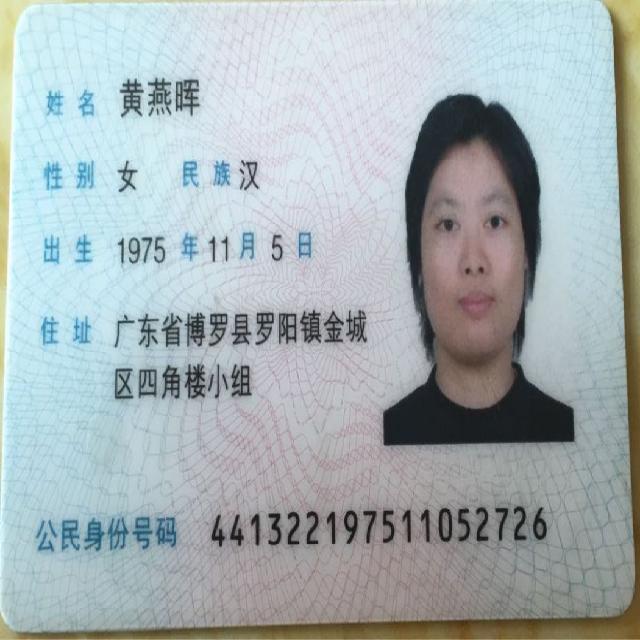 姓名 黄燕晖
性别 女 民族 汉
出生 1975 年 11 月 5 日
住址 广东省博罗县罗阳镇金城
区四角楼小组
公民身份号码 441322197511052726